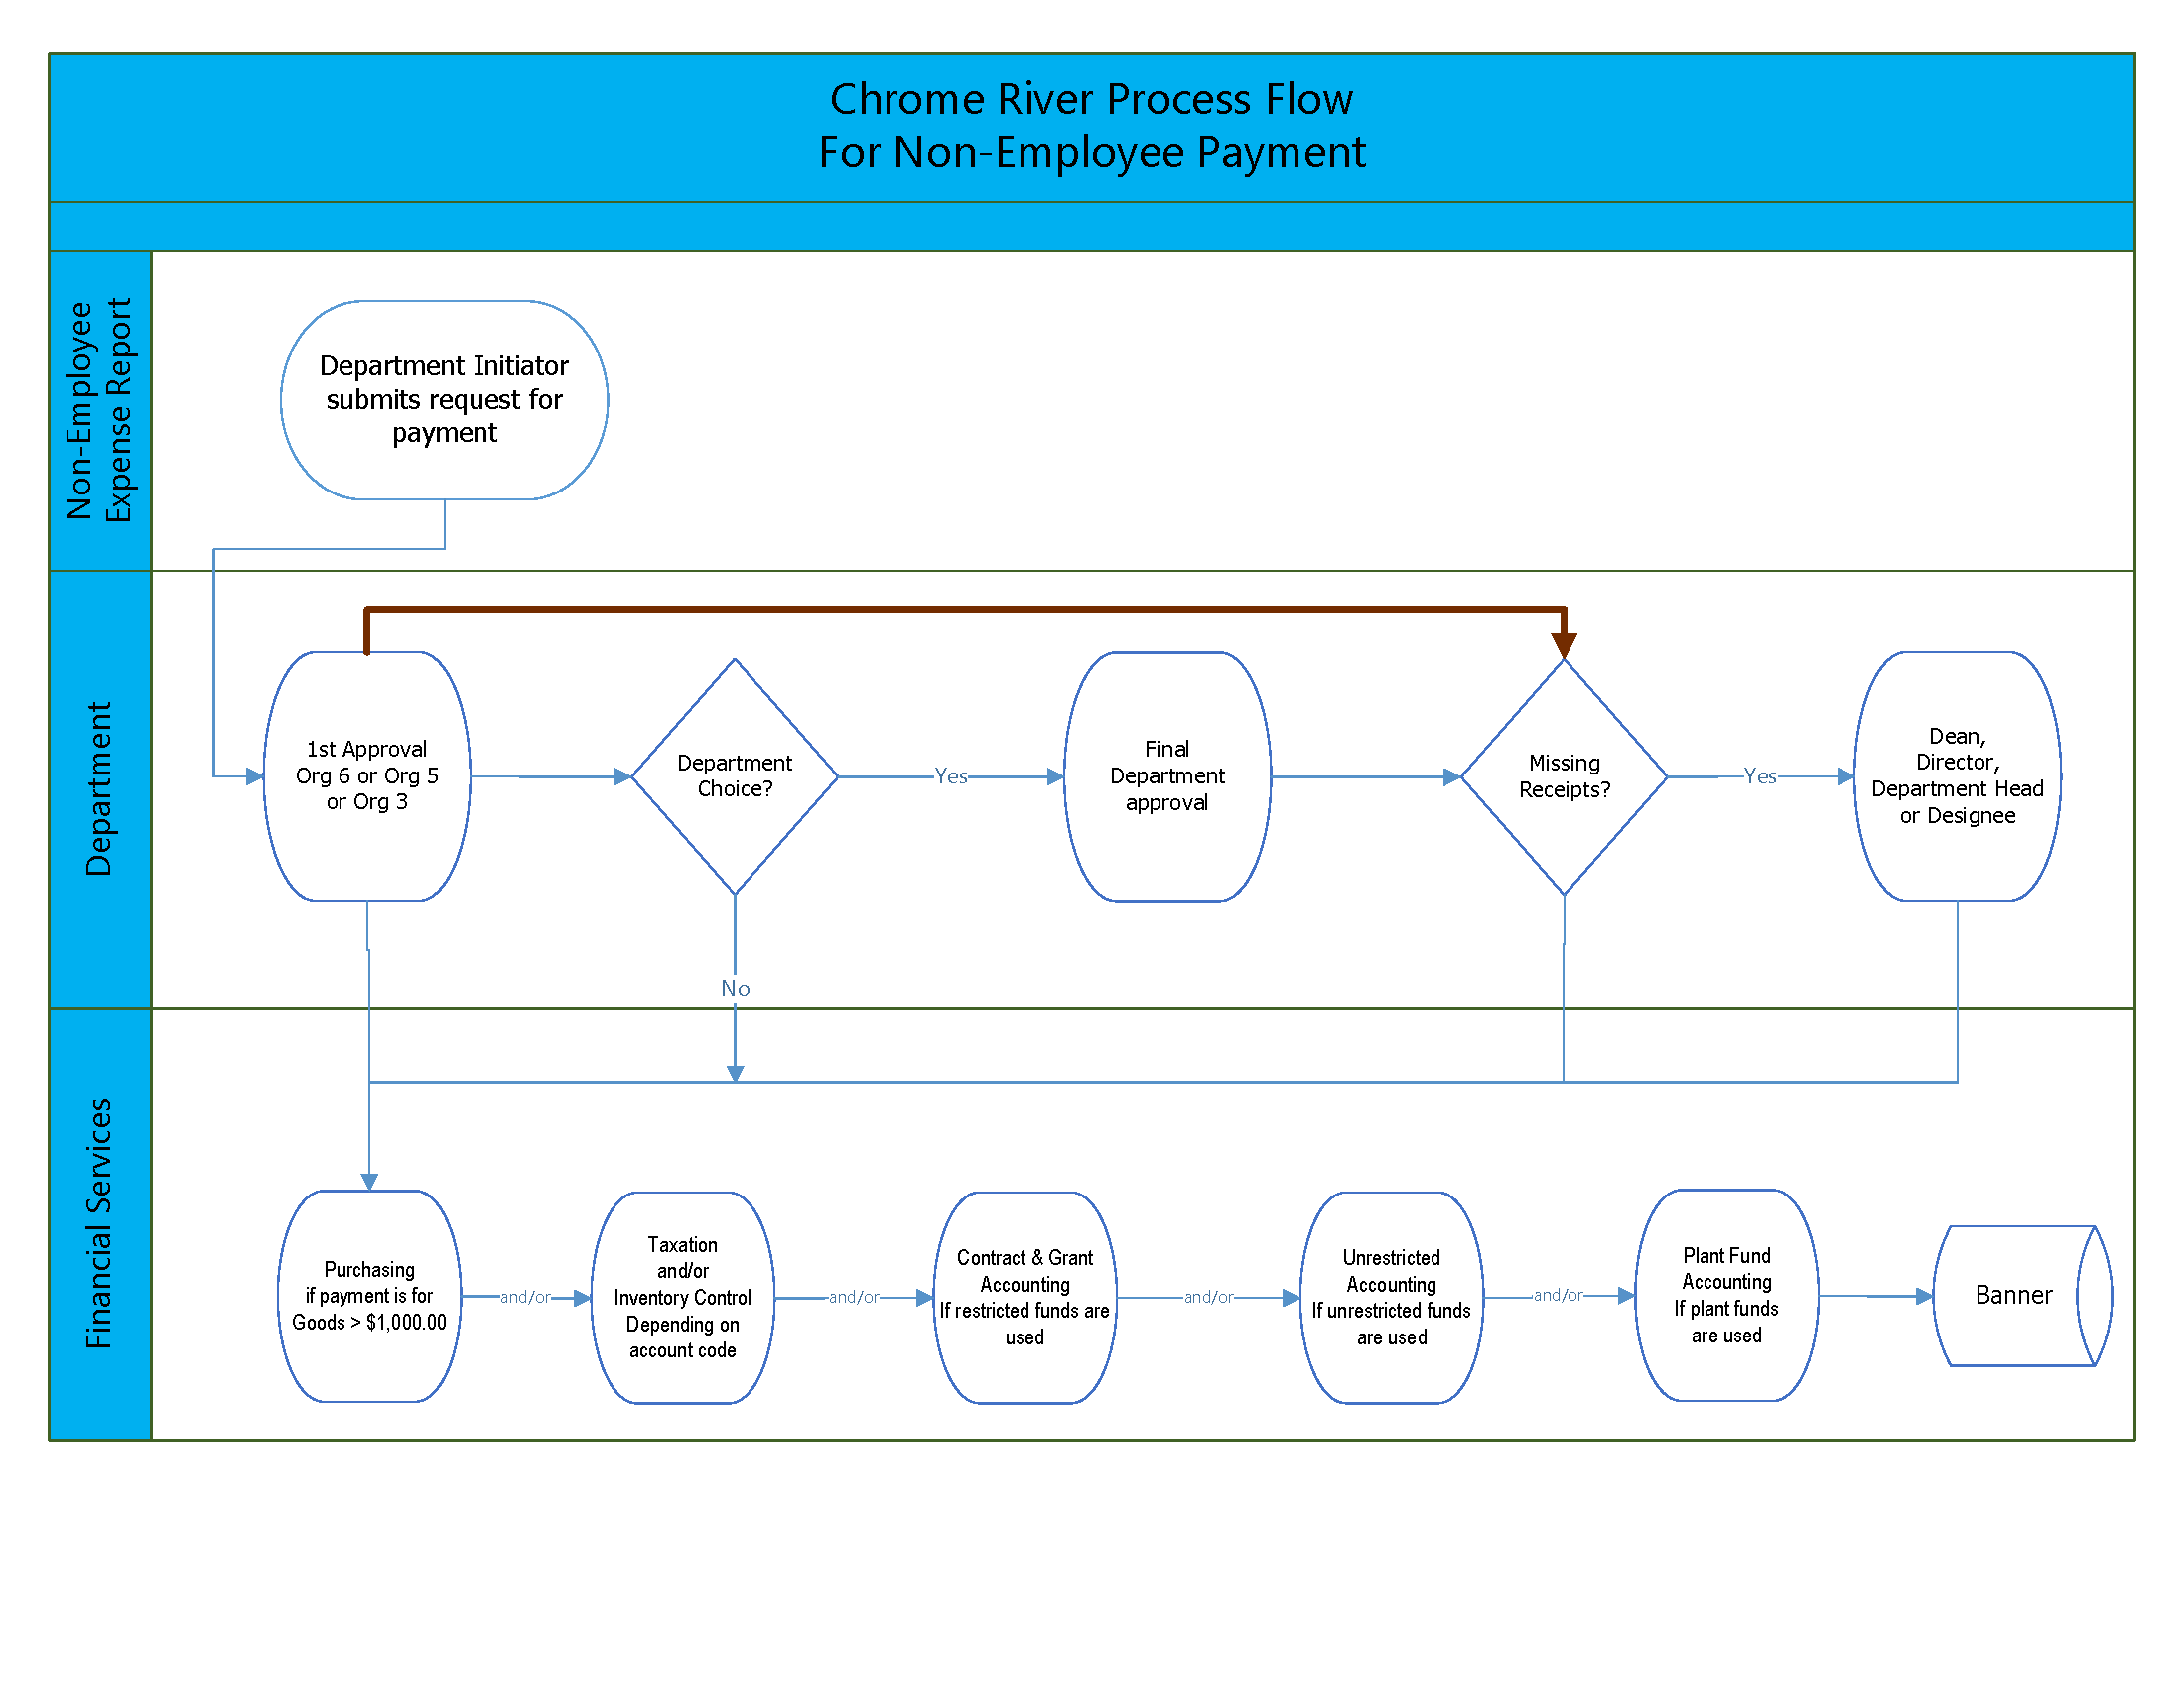 Chrome River Process Flow
For Non-Employee Payment
Non-Employee
Expense Report
Department Initiator
submits request for
payment
Department
1st Approval
Org 6 or Org 5
or Org 3
Department
Choice?
Yes
Final
Department
approval
Missing
Receipts?
Yes
Dean,
Director,
Department Head
or Designee
No
Financial Services
Purchasing
if payment is for
Goods > $1,000.00
and/or
Taxation
and/or
Inventory Control
Depending on
account code
and/or
Contract & Grant
Accounting
If restricted funds are
used
and/or
Unrestricted
Accounting
If unrestricted funds
are used
and/or
Plant Fund
Accounting
If plant funds
are used
Banner